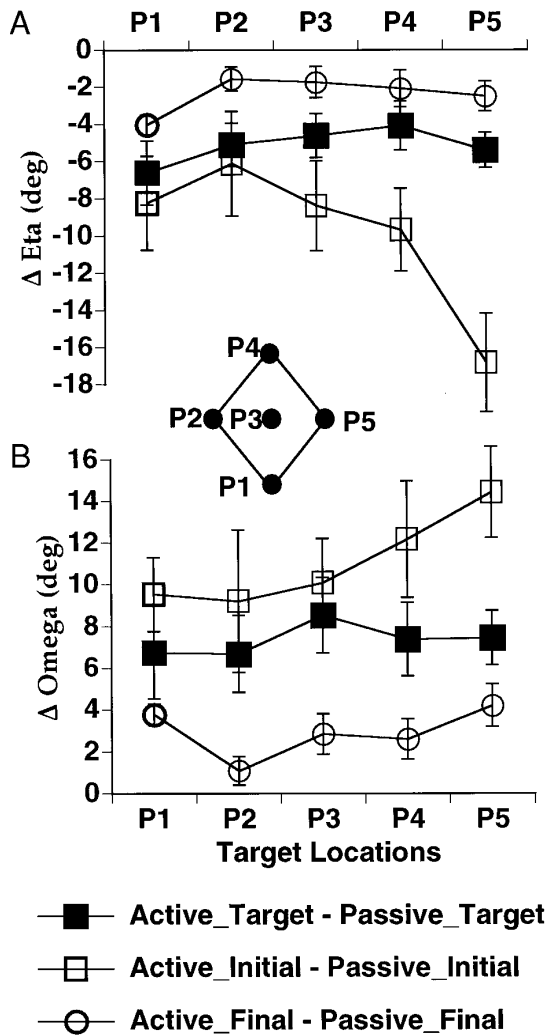 A
P1 P2 P3 P4 P5
0
-2
-4
-6
-8
-10
-12
-14
-16
-18
Δ Eta (deg)
P4
P2 P3 P5
P1
B
16
14
12
10
8
6
4
2
0
Δ Omega (deg)
P1 P2 P3 P4 P5
Target Locations
Active_Target - Passive_Target
Active_Initial - Passive_Initial
Active_Final - Passive_Final